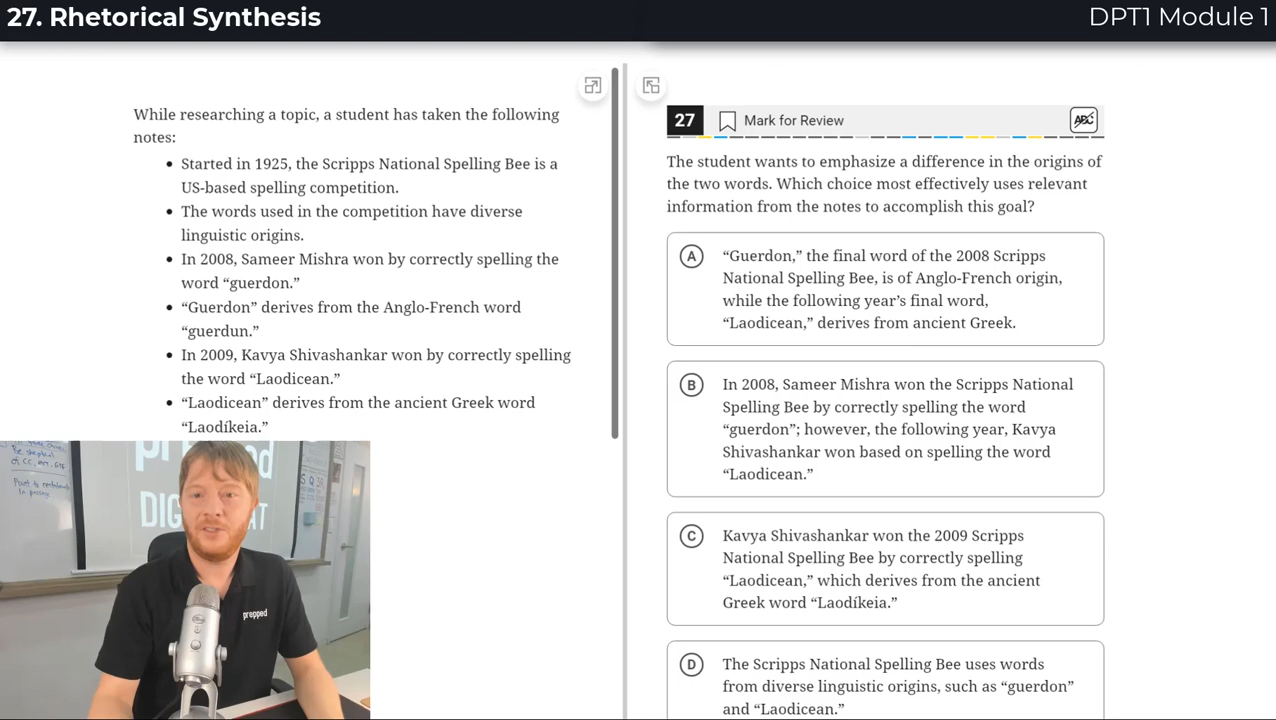 27. Rhetorical Synthesis
DPT1 Module 1
While researching a topic, a student has taken the following
notes:
• Started in 1925, the Scripps National Spelling Bee is a
US-based spelling competition.
• The words used in the competition have diverse
linguistic origins.
• In 2008, Sameer Mishra won by correctly spelling the
word “guerdon.”
• “Guerdon” derives from the Anglo-French word
“guerdun.”
• In 2009, Kavya Shivashankar won by correctly spelling
the word “Laodicean.”
• “Laodicean” derives from the ancient Greek word
“Laodíkeia.”
27 Mark for Review ABC
The student wants to emphasize a difference in the origins of
the two words. Which choice most effectively uses relevant
information from the notes to accomplish this goal?
A “Guerdon,” the final word of the 2008 Scripps
National Spelling Bee, is of Anglo-French origin,
while the following year’s final word,
“Laodicean,” derives from ancient Greek.
B In 2008, Sameer Mishra won the Scripps National
Spelling Bee by correctly spelling the word
“guerdon”; however, the following year, Kavya
Shivashankar won based on spelling the word
“Laodicean.”
C Kavya Shivashankar won the 2009 Scripps
National Spelling Bee by correctly spelling
“Laodicean,” which derives from the ancient
Greek word “Laodíkeia.”
D The Scripps National Spelling Bee uses words
from diverse linguistic origins, such as “guerdon”
and “Laodicean.”
prepped